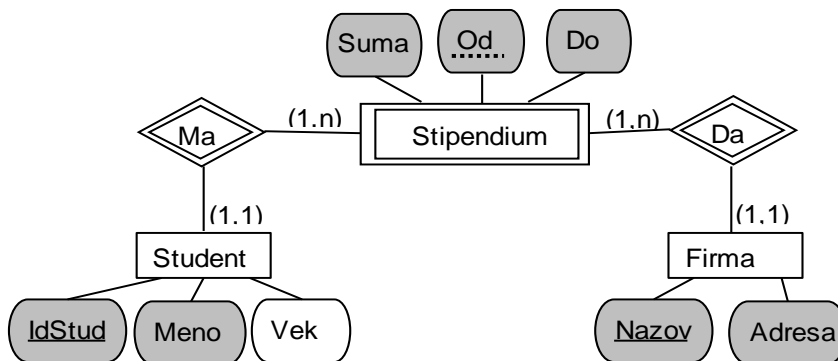 Suma
Od
Do
(1.n)
(1,n)
Ma
Stipendium
Da
(1.1)
(1,1)
Student
Firma
IdStud
Meno
Vek
Nazov
Adresa